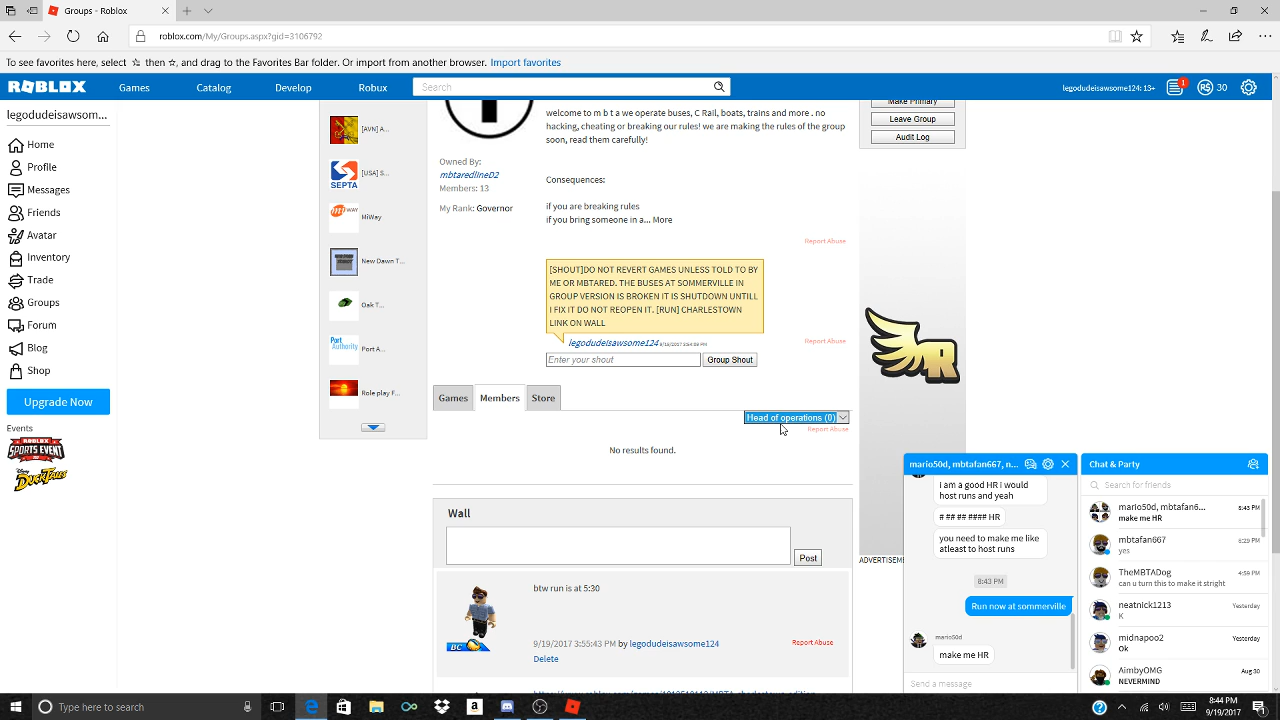 Groups - Roblox
roblox.com/My/Groups.aspx?gid=3106792
To see favorites here, select ☆ then ☆, and drag to the Favorites Bar folder. Or import from another browser. Import favorites
ROBLOX
Games
Catalog
Develop
Robux
Search
legodudeisawsome124: 13+
1
30
legodudeisawsom...
Home
Profile
Messages
Friends
Avatar
Inventory
Trade
Groups
Forum
Blog
Shop
Upgrade Now
Events
ROBLOX
SPORTS EVENT
Disney
DUCKTALES
[AVN] A...
SEPTA
[USA] S...
MIWAY
MiWay
New Dawn T...
Oak T...
Port
Authority
Port A...
Role play F...
Owned By:
mbtaredlineD2
Members: 13
My Rank: Governor
welcome to m b t a we operate buses, C Rail, boats, trains and more . no
hacking, cheating or breaking our rules! we are making the rules of the group
soon, read them carefully!
Consequences:
if you are breaking rules
if you bring someone in a... More
Report Abuse
[SHOUT]DO NOT REVERT GAMES UNLESS TOLD TO BY
ME OR MBTARED. THE BUSES AT SOMMERVILLE IN
GROUP VERSION IS BROKEN IT IS SHUTDOWN UNTILL
I FIX IT DO NOT REOPEN IT. [RUN] CHARLESTOWN
LINK ON WALL
legodudeisawsome124
Report Abuse
Enter your shout
Group Shout
Make Primary
Leave Group
Audit Log
Games
Members
Store
Head of operations (0)
Report Abuse
No results found.
Wall
Post
btw run is at 5:30
BC
9/19/2017 3:55:43 PM by legodudeisawsome124
Report Abuse
Delete
R
ADVERTISEME
mario50d, mbtafan667, n...
I am a good HR i would
host runs and yeah
# ## ## #### HR
you need to make me like
atleast to host runs
8:43 PM
Run now at sommerville
mario50d
make me HR
Send a message
Chat & Party
Search for friends
mario50d, mbtafan6...
8:43 PM
make me HR
mbtafan667
8:29 PM
yes
TheMBTADog
4:59 PM
can u turn this to make it stright
neatnick1213
Yesterday
K
mdnapoo2
Yesterday
Ok
AimbyOMG
Aug 30
NEVERMIND
Type here to search
8:44 PM
9/19/2017